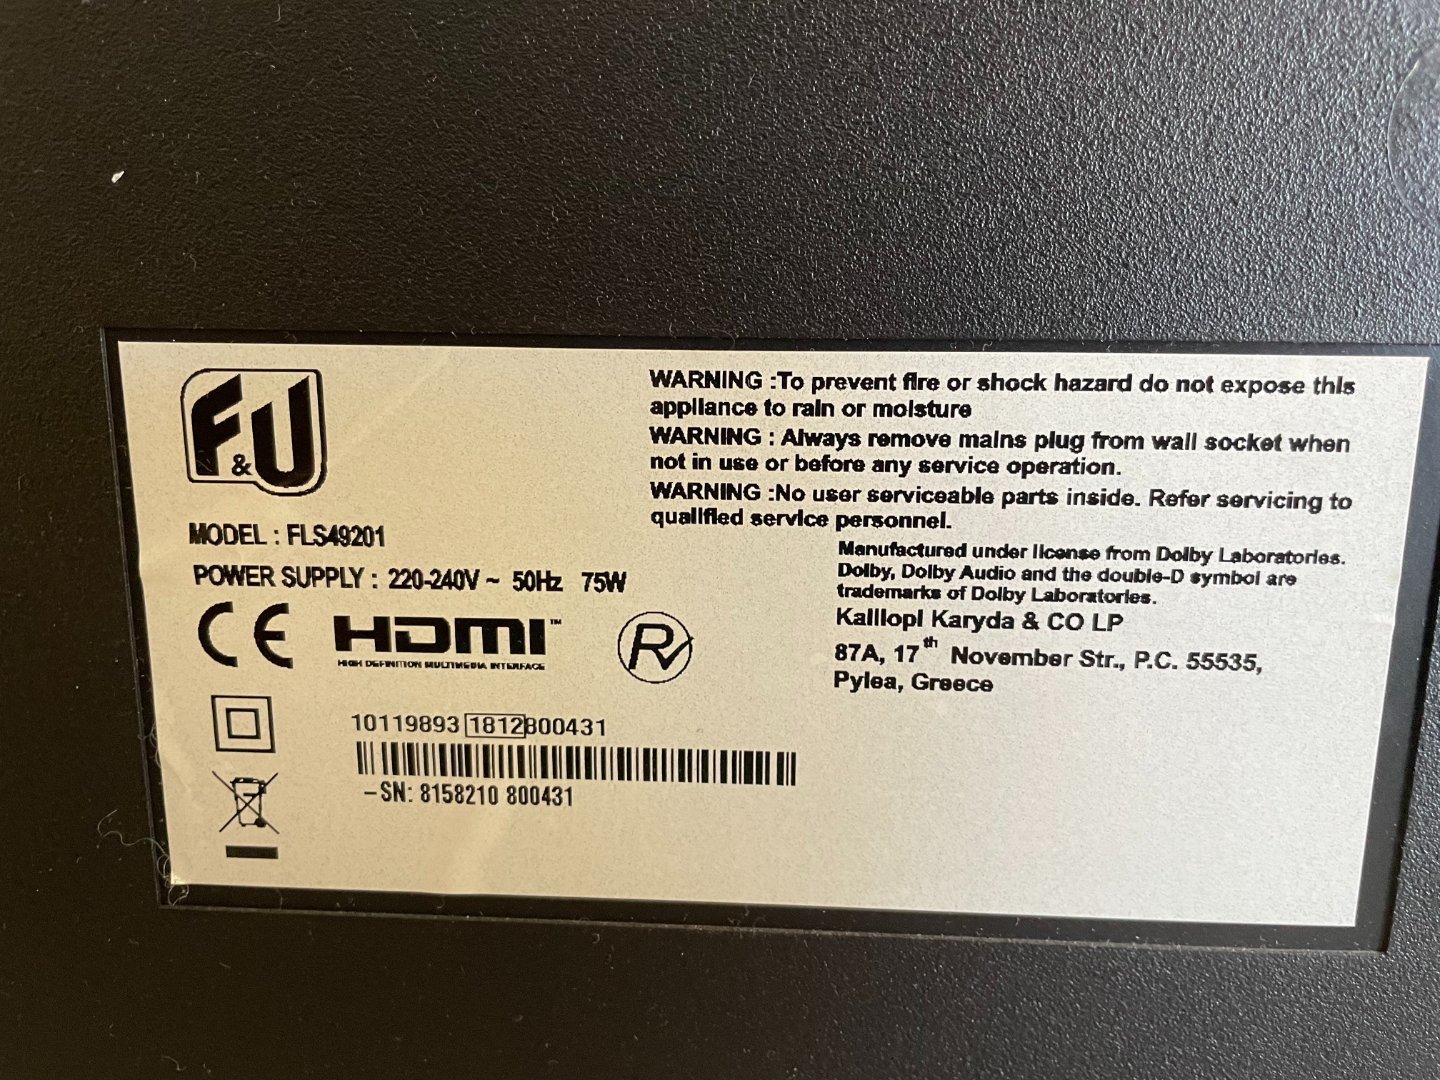 F&U
MODEL : FLS49201
POWER SUPPLY : 220-240V ~ 50Hz 75W
CE HDMI™
HIGH DEFINITION MULTIMEDIA INTERFACE
10119893 1812800431
-SN: 8158210 800431
WARNING :To prevent fire or shock hazard do not expose this
appliance to rain or moisture
WARNING : Always remove mains plug from wall socket when
not in use or before any service operation.
WARNING :No user serviceable parts inside. Refer servicing to
qualified service personnel.
Manufactured under license from Dolby Laboratories.
Dolby, Dolby Audio and the double-D symbol are
trademarks of Dolby Laboratories.
Kalliopi Karyda & CO LP
87A, 17th November Str., P.C. 55535,
Pylea, Greece